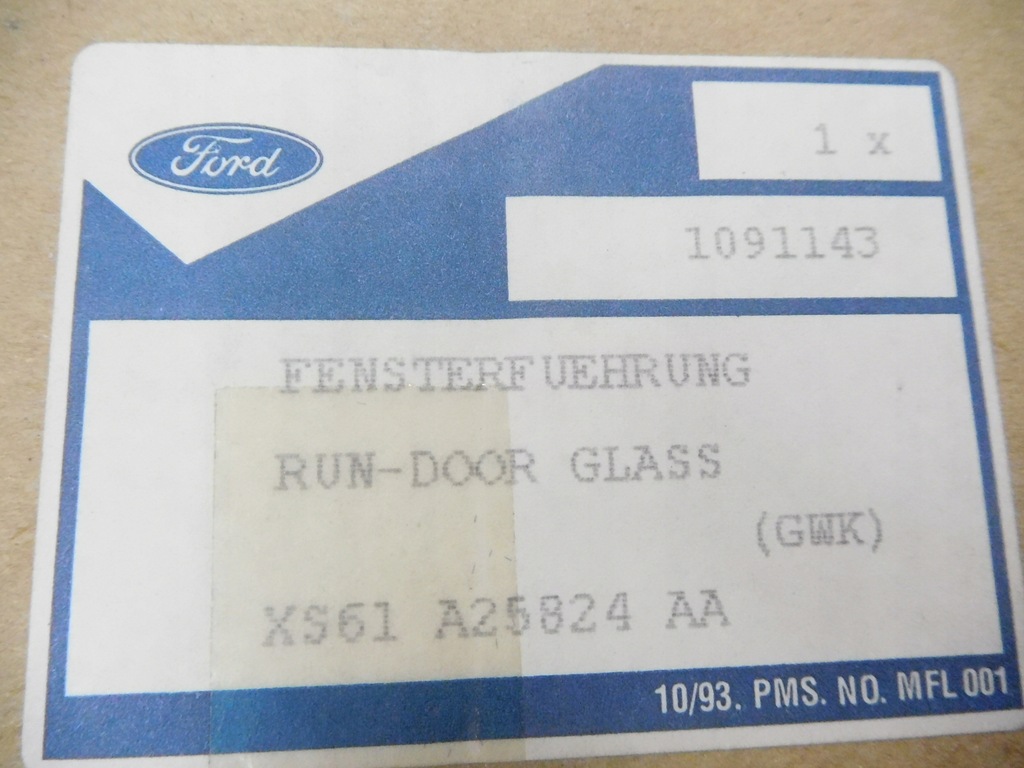 Ford
1 x
1091143
FENSTERFUEHRUNG
RUN-DOOR GLASS
(GWK)
XS61 A25824 AA
10/93. PMS. NO. MFL 001